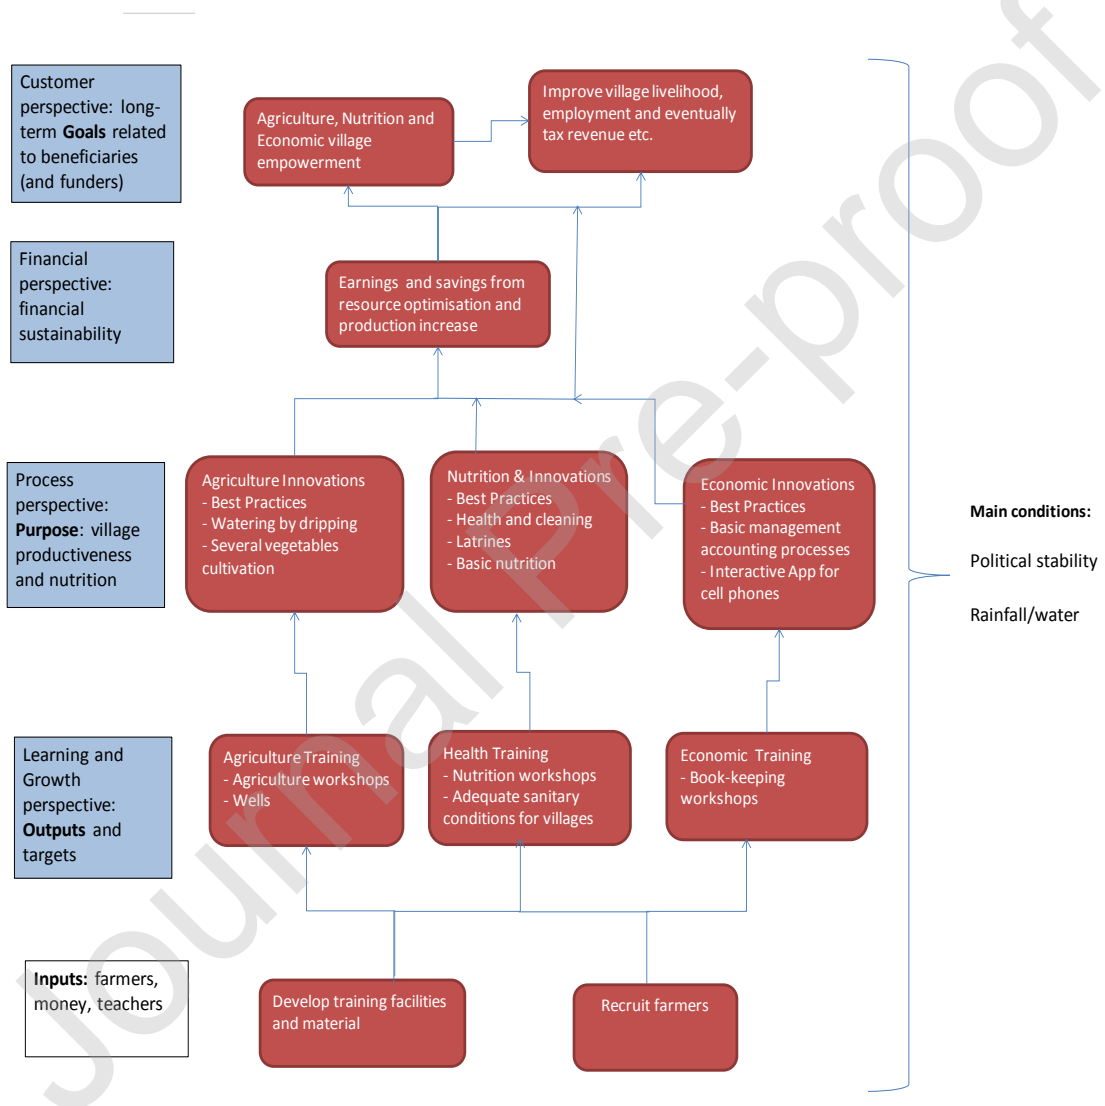 Customer
perspective: long-
term Goals related
to beneficiaries
(and funders)
Agriculture, Nutrition and
Economic village
empowerment
Improve village livelihood,
employment and eventually
tax revenue etc.
Financial
perspective:
financial
sustainability
Earnings and savings from
resource optimisation and
production increase
Process
perspective:
Purpose: village
productiveness
and nutrition
Agriculture Innovations
- Best Practices
- Watering by dripping
- Several vegetables
cultivation
Nutrition & Innovations
- Best Practices
- Health and cleaning
- Latrines
- Basic nutrition
Economic Innovations
- Best Practices
- Basic management
accounting processes
- Interactive App for
cell phones
Main conditions:
Political stability
Rainfall/water
Learning and
Growth
perspective:
Outputs and
targets
Agriculture Training
- Agriculture workshops
- Wells
Health Training
- Nutrition workshops
- Adequate sanitary
conditions for villages
Economic Training
- Book-keeping
workshops
Inputs: farmers,
money, teachers
Develop training facilities
and material
Recruit farmers
Journal Pre-proof